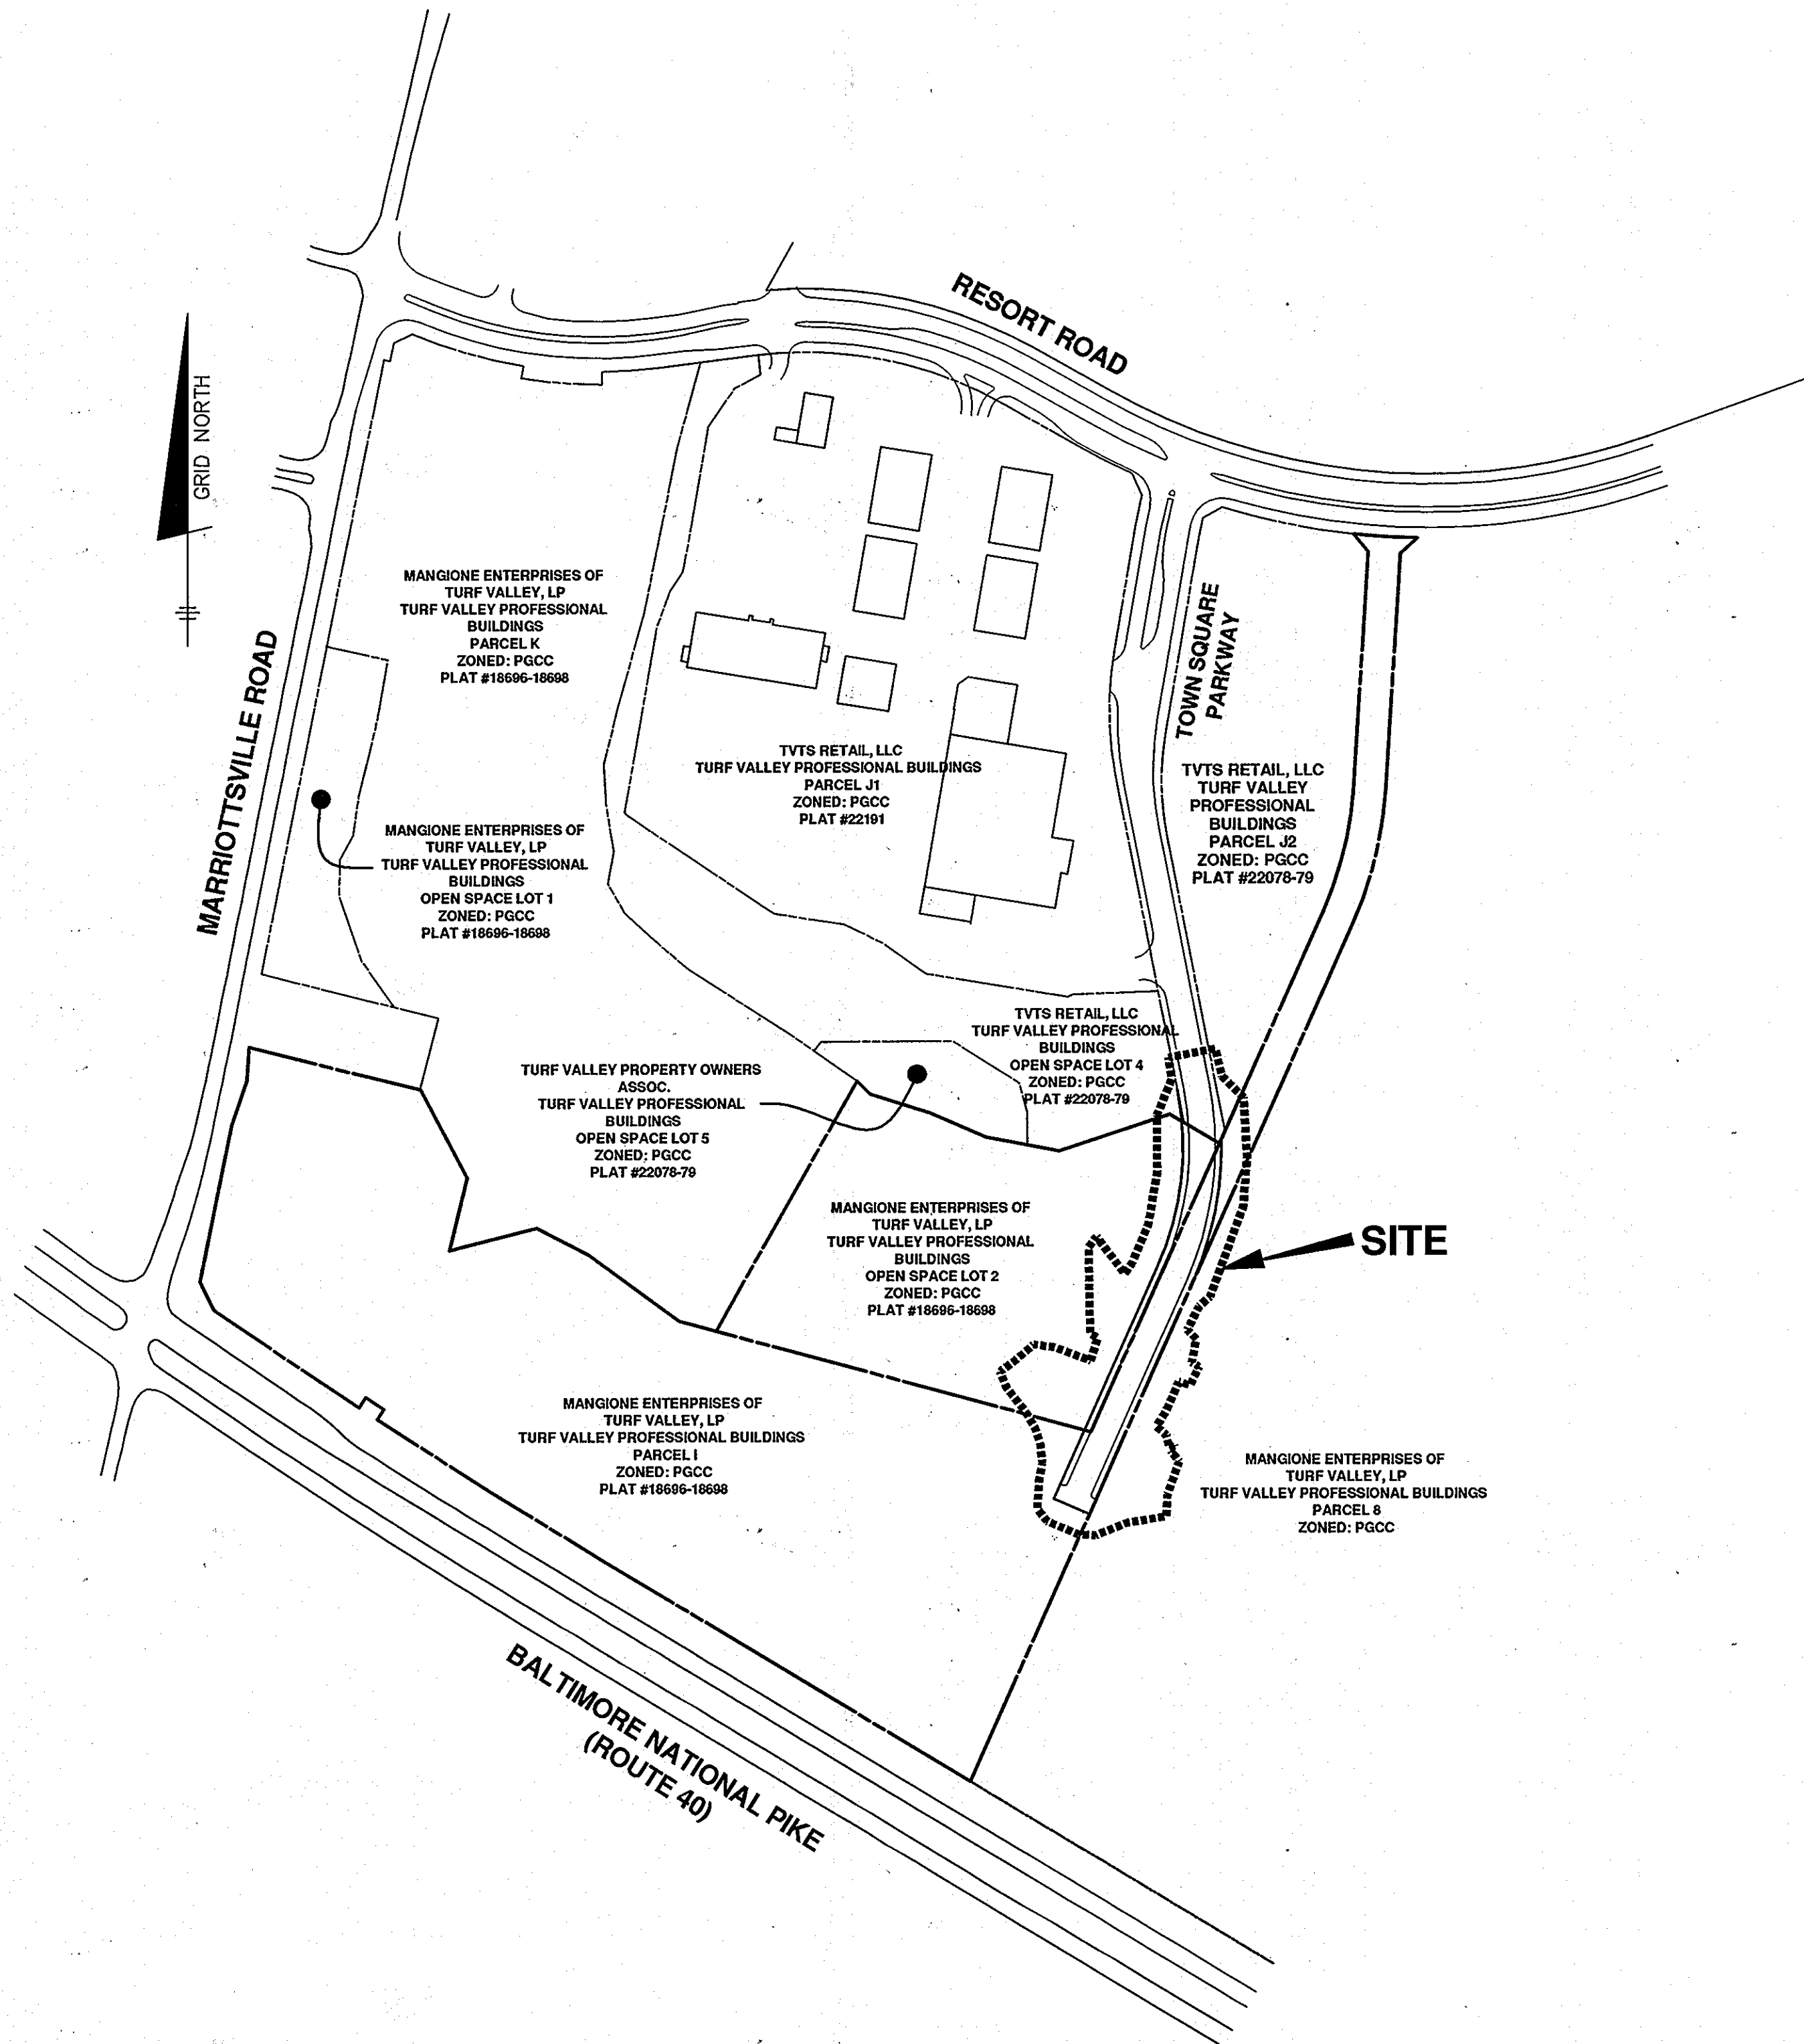 RESORT ROAD
GRID NORTH
MARRIOTTSVILLE ROAD
MANGIONE ENTERPRISES OF
TURF VALLEY, LP
TURF VALLEY PROFESSIONAL
BUILDINGS
PARCEL K
ZONED: PGCC
PLAT #18696-18698
TOWN SQUARE
PARKWAY
TVTS RETAIL, LLC
TURF VALLEY PROFESSIONAL BUILDINGS
PARCEL J1
ZONED: PGCC
PLAT #22191
TVTS RETAIL, LLC
TURF VALLEY
PROFESSIONAL
BUILDINGS
PARCEL J2
ZONED: PGCC
PLAT #22078-79
MANGIONE ENTERPRISES OF
TURF VALLEY, LP
TURF VALLEY PROFESSIONAL
BUILDINGS
OPEN SPACE LOT 1
ZONED: PGCC
PLAT #18696-18698
TVTS RETAIL, LLC
TURF VALLEY PROFESSIONAL
BUILDINGS
OPEN SPACE LOT 4
ZONED: PGCC
PLAT #22078-79
TURF VALLEY PROPERTY OWNERS
ASSOC.
TURF VALLEY PROFESSIONAL
BUILDINGS
OPEN SPACE LOT 5
ZONED: PGCC
PLAT #22078-79
MANGIONE ENTERPRISES OF
TURF VALLEY, LP
TURF VALLEY PROFESSIONAL
BUILDINGS
OPEN SPACE LOT 2
ZONED: PGCC
PLAT #18696-18698
SITE
MANGIONE ENTERPRISES OF
TURF VALLEY, LP
TURF VALLEY PROFESSIONAL BUILDINGS
PARCEL I
ZONED: PGCC
PLAT #18696-18698
MANGIONE ENTERPRISES OF
TURF VALLEY, LP
TURF VALLEY PROFESSIONAL BUILDINGS
PARCEL 8
ZONED: PGCC
BALTIMORE NATIONAL PIKE
(ROUTE 40)